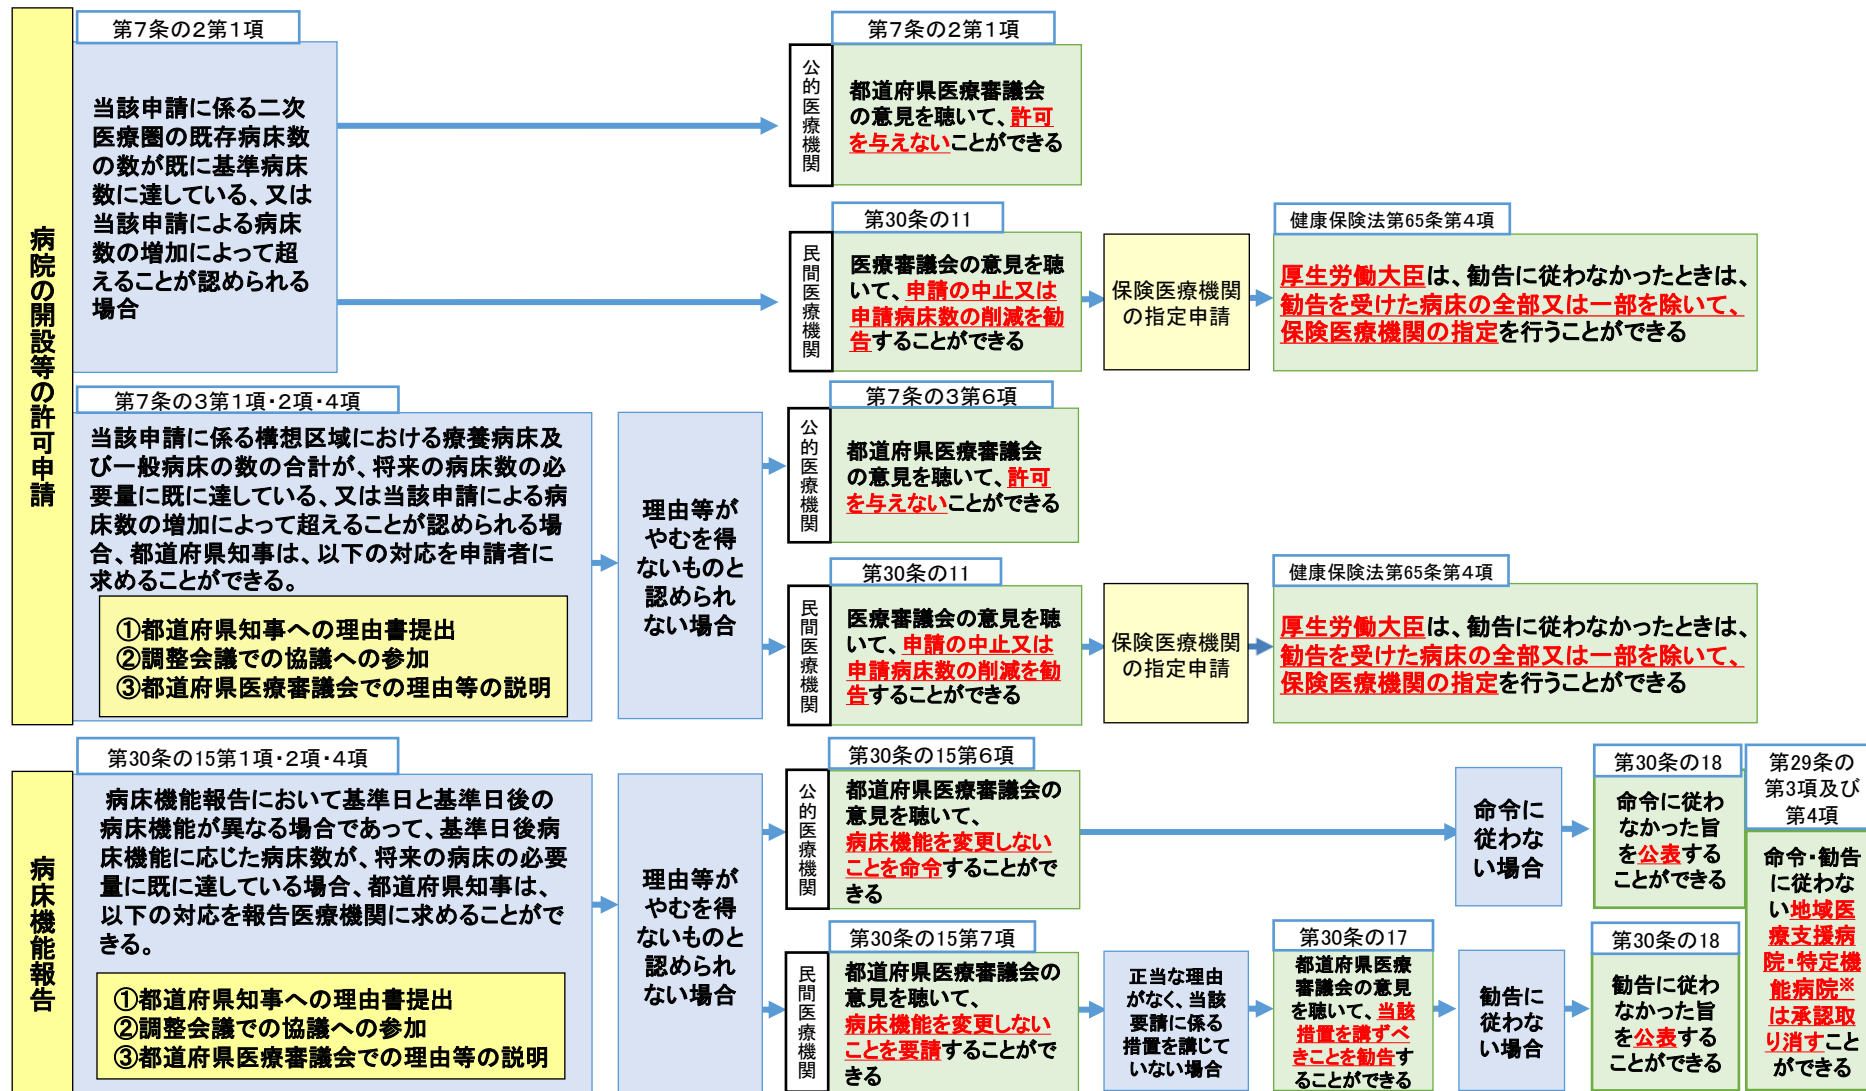 病院の開設等の許可申請
第7条の2第1項
当該申請に係る二次
医療圏の既存病床数
の数が既に基準病床
数に達している、又は
当該申請による病床
数の増加によって超
えることが認められる
場合
第7条の2第1項
公的医療機関
都道府県医療審議会
の意見を聴いて、許可
を与えないことができる
第30条の11
民間医療機関
医療審議会の意見を聴
いて、申請の中止又は
申請病床数の削減を勧
告することができる
保険医療機関
の指定申請
健康保険法第65条第4項
厚生労働大臣は、勧告に従わなかったときは、
勧告を受けた病床の全部又は一部を除いて、
保険医療機関の指定を行うことができる
第7条の3第1項・2項・4項
当該申請に係る構想区域における療養病床及
び一般病床の数の合計が、将来の病床数の必
要量に既に達している、又は当該申請による病
床数の増加によって超えることが認められる場
合、都道府県知事は、以下の対応を申請者に
求めることができる。
①都道府県知事への理由書提出
②調整会議での協議への参加
③都道府県医療審議会での理由等の説明
理由等が
やむを得
ないものと
認められ
ない場合
第7条の3第6項
公的医療機関
都道府県医療審議会
の意見を聴いて、許可
を与えないことができる
第30条の11
民間医療機関
医療審議会の意見を聴
いて、申請の中止又は
申請病床数の削減を勧
告することができる
保険医療機関
の指定申請
健康保険法第65条第4項
厚生労働大臣は、勧告に従わなかったときは、
勧告を受けた病床の全部又は一部を除いて、
保険医療機関の指定を行うことができる
病床機能報告
第30条の15第1項・2項・4項
病床機能報告において基準日と基準日後の
病床機能が異なる場合であって、基準日後病
床機能に応じた病床数が、将来の病床の必要
量に既に達している場合、都道府県知事は、
以下の対応を報告医療機関に求めることがで
きる。
①都道府県知事への理由書提出
②調整会議での協議への参加
③都道府県医療審議会での理由等の説明
理由等が
やむを得
ないものと
認められ
ない場合
第30条の15第6項
公的医療機関
都道府県医療審議会の
意見を聴いて、
病床機能を変更しない
ことを命令することがで
きる
命令に
従わな
い場合
第30条の18
命令に従わ
なかった旨
を公表する
ことができる
第30条の15第7項
民間医療機関
都道府県医療審議会の
意見を聴いて、
病床機能を変更しない
ことを要請することがで
きる
正当な理由
がなく、当該
要請に係る
措置を講じて
いない場合
第30条の17
都道府県医療
審議会の意見
を聴いて、当該
措置を講ずべ
きことを勧告す
ることができる
勧告に
従わな
い場合
第30条の18
勧告に従わ
なかった旨
を公表する
ことができる
第29条の
第3項及び
第4項
命令・勧告
に従わな
い地域医
療支援病
院・特定機
能病院※
は承認取
り消すこと
ができる